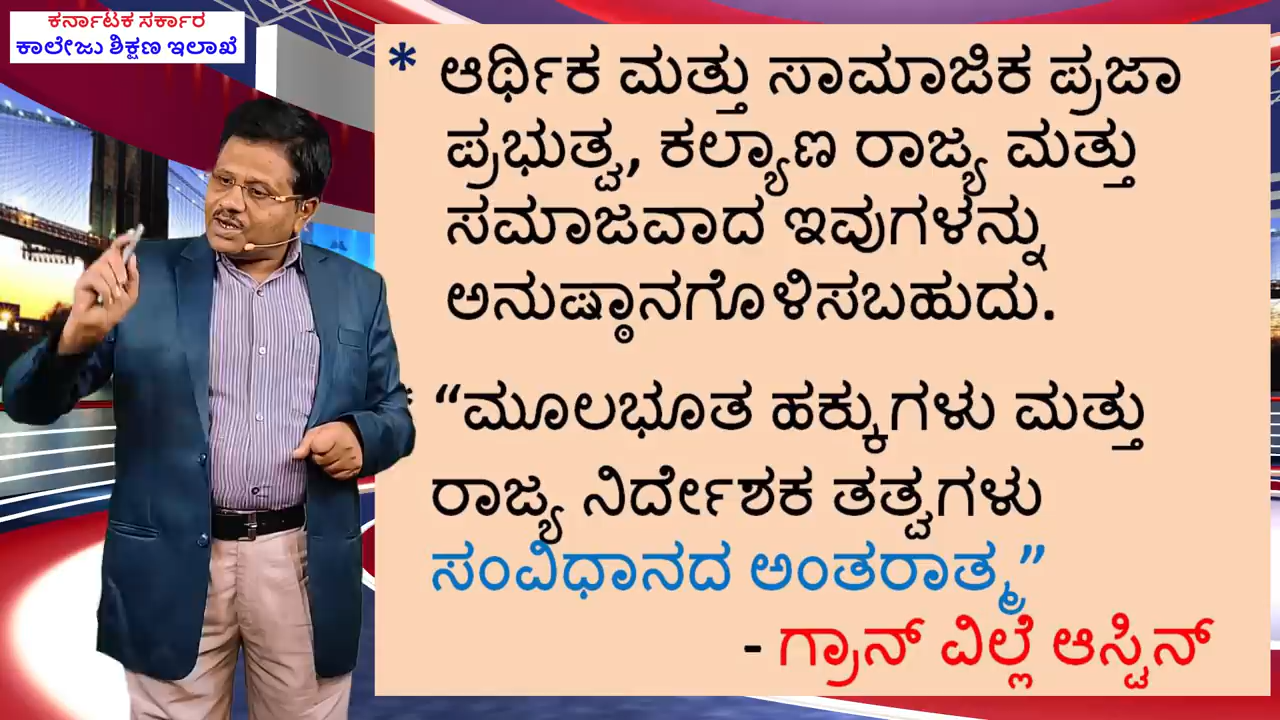 ಕರ್ನಾಟಕ ಸರ್ಕಾರ
ಕಾಲೇಜು ಶಿಕ್ಷಣ ಇಲಾಖೆ
* ಆರ್ಥಿಕ ಮತ್ತು ಸಾಮಾಜಿಕ ಪ್ರಜಾ
ಪ್ರಭುತ್ವ, ಕಲ್ಯಾಣ ರಾಜ್ಯ ಮತ್ತು
ಸಮಾಜವಾದ ಇವುಗಳನ್ನು
ಅನುಷ್ಠಾನಗೊಳಿಸಬಹುದು.
* “ಮೂಲಭೂತ ಹಕ್ಕುಗಳು ಮತ್ತು
ರಾಜ್ಯ ನಿರ್ದೇಶಕ ತತ್ವಗಳು
ಸಂವಿಧಾನದ ಅಂತರಾತ್ಮ”
- ಗ್ರಾನ್ ವಿಲ್ಲೆ ಆಸ್ಟಿನ್